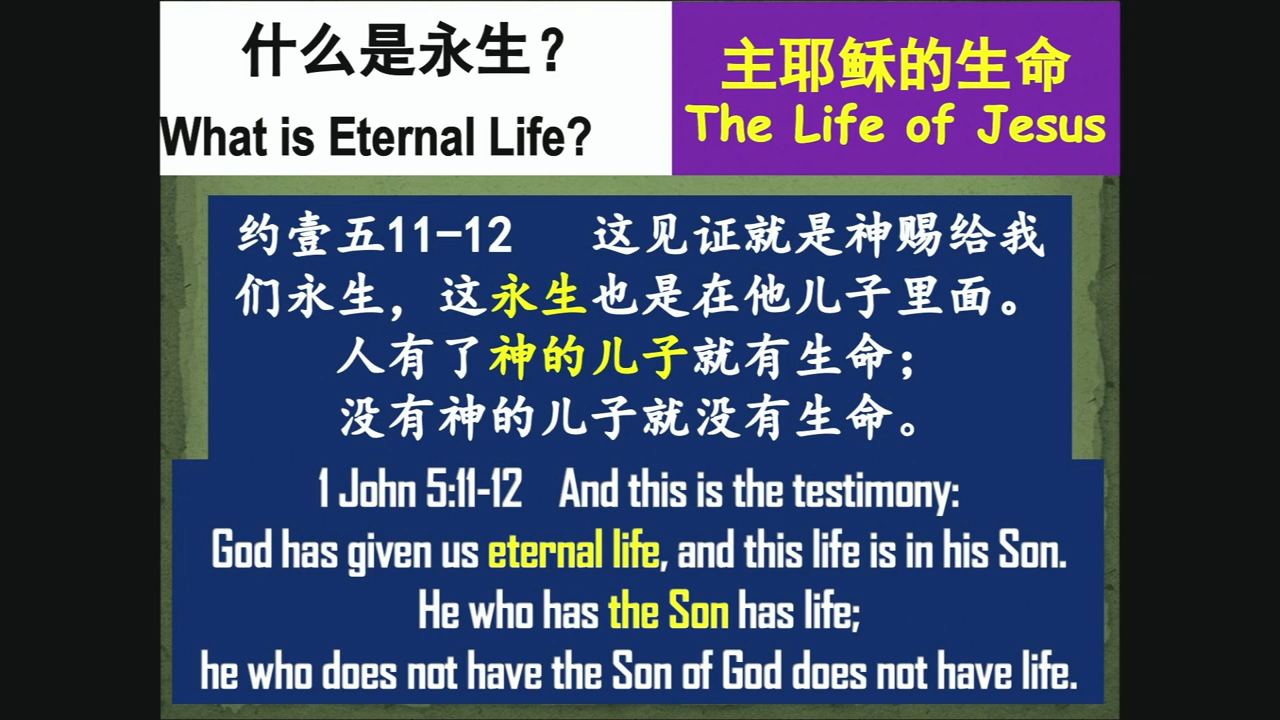 什么是永生？
What is Eternal Life?
主耶稣的生命
The Life of Jesus
约壹五11-12 这见证就是神赐给我
们永生，这永生也是在他儿子里面。
人有了神的儿子就有生命；
没有神的儿子就没有生命。
1 John 5:11-12 And this is the testimony:
God has given us eternal life, and this life is in his Son.
He who has the Son has life;
he who does not have the Son of God does not have life.